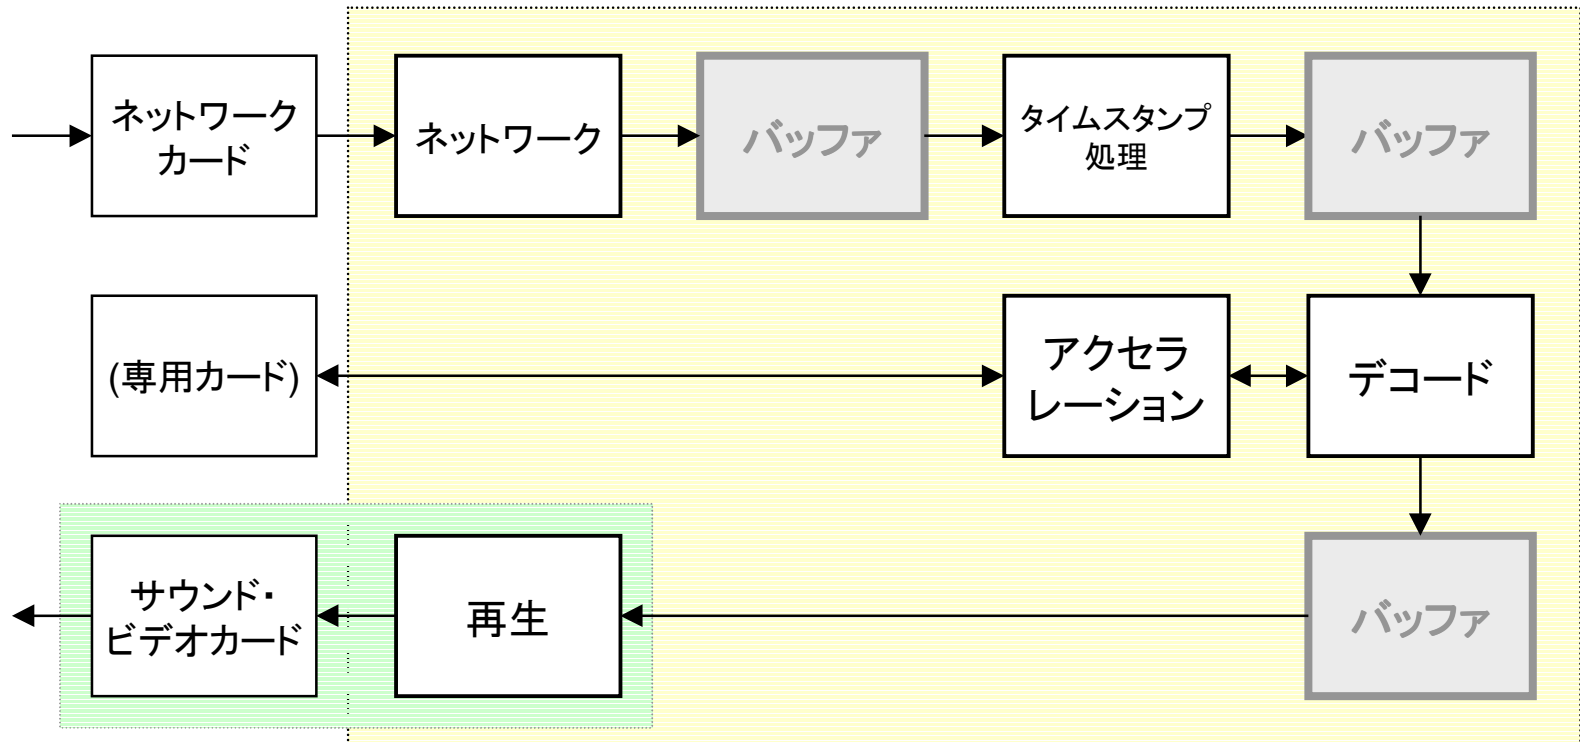 ネットワーク
カード
ネットワーク
バッファ
タイムスタンプ
処理
バッファ
(専用カード)
アクセラ
レーション
デコード
サウンド・
ビデオカード
再生
バッファ